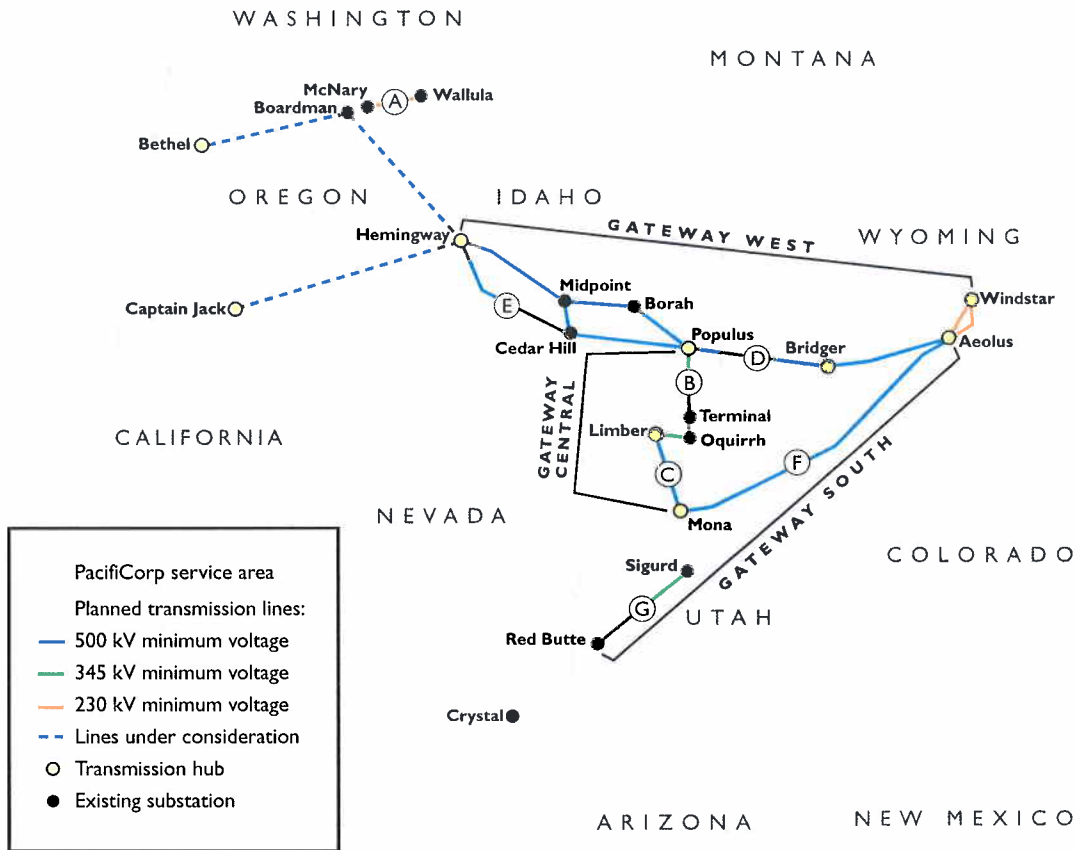 WASHINGTON
MONTANA
McNary
A
Wallula
Boardman
Bethel
OREGON
IDAHO
Hemingway
GATEWAY WEST
WYOMING
Captain Jack
E
Midpoint
Borah
Windstar
Cedar Hill
Populus
D
Bridger
Aeolus
B
GATEWAY
CENTRAL
Terminal
Limber
Oquirrh
CALIFORNIA
C
F
GATEWAY SOUTH
NEVADA
Mona
COLORADO
Sigurd
G
UTAH
Red Butte
Crystal
ARIZONA
NEW MEXICO
PacifiCorp service area
Planned transmission lines:
500 kV minimum voltage
345 kV minimum voltage
230 kV minimum voltage
Lines under consideration
Transmission hub
Existing substation